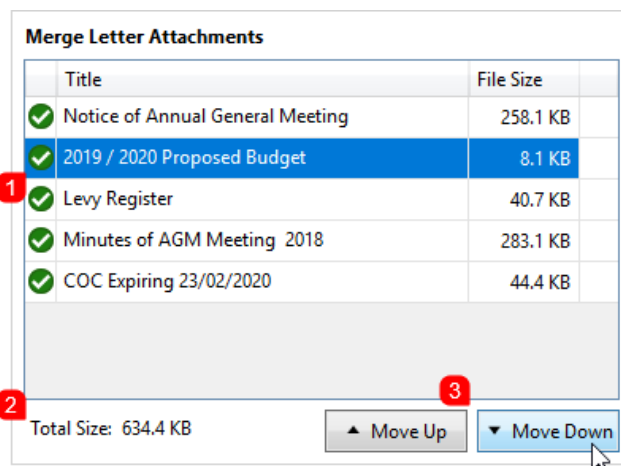 Merge Letter Attachments
Title File Size
Notice of Annual General Meeting 258.1 KB
2019 / 2020 Proposed Budget 8.1 KB
1
Levy Register 40.7 KB
Minutes of AGM Meeting 2018 283.1 KB
COC Expiring 23/02/2020 44.4 KB
3
2
Total Size: 634.4 KB Move Up Move Down